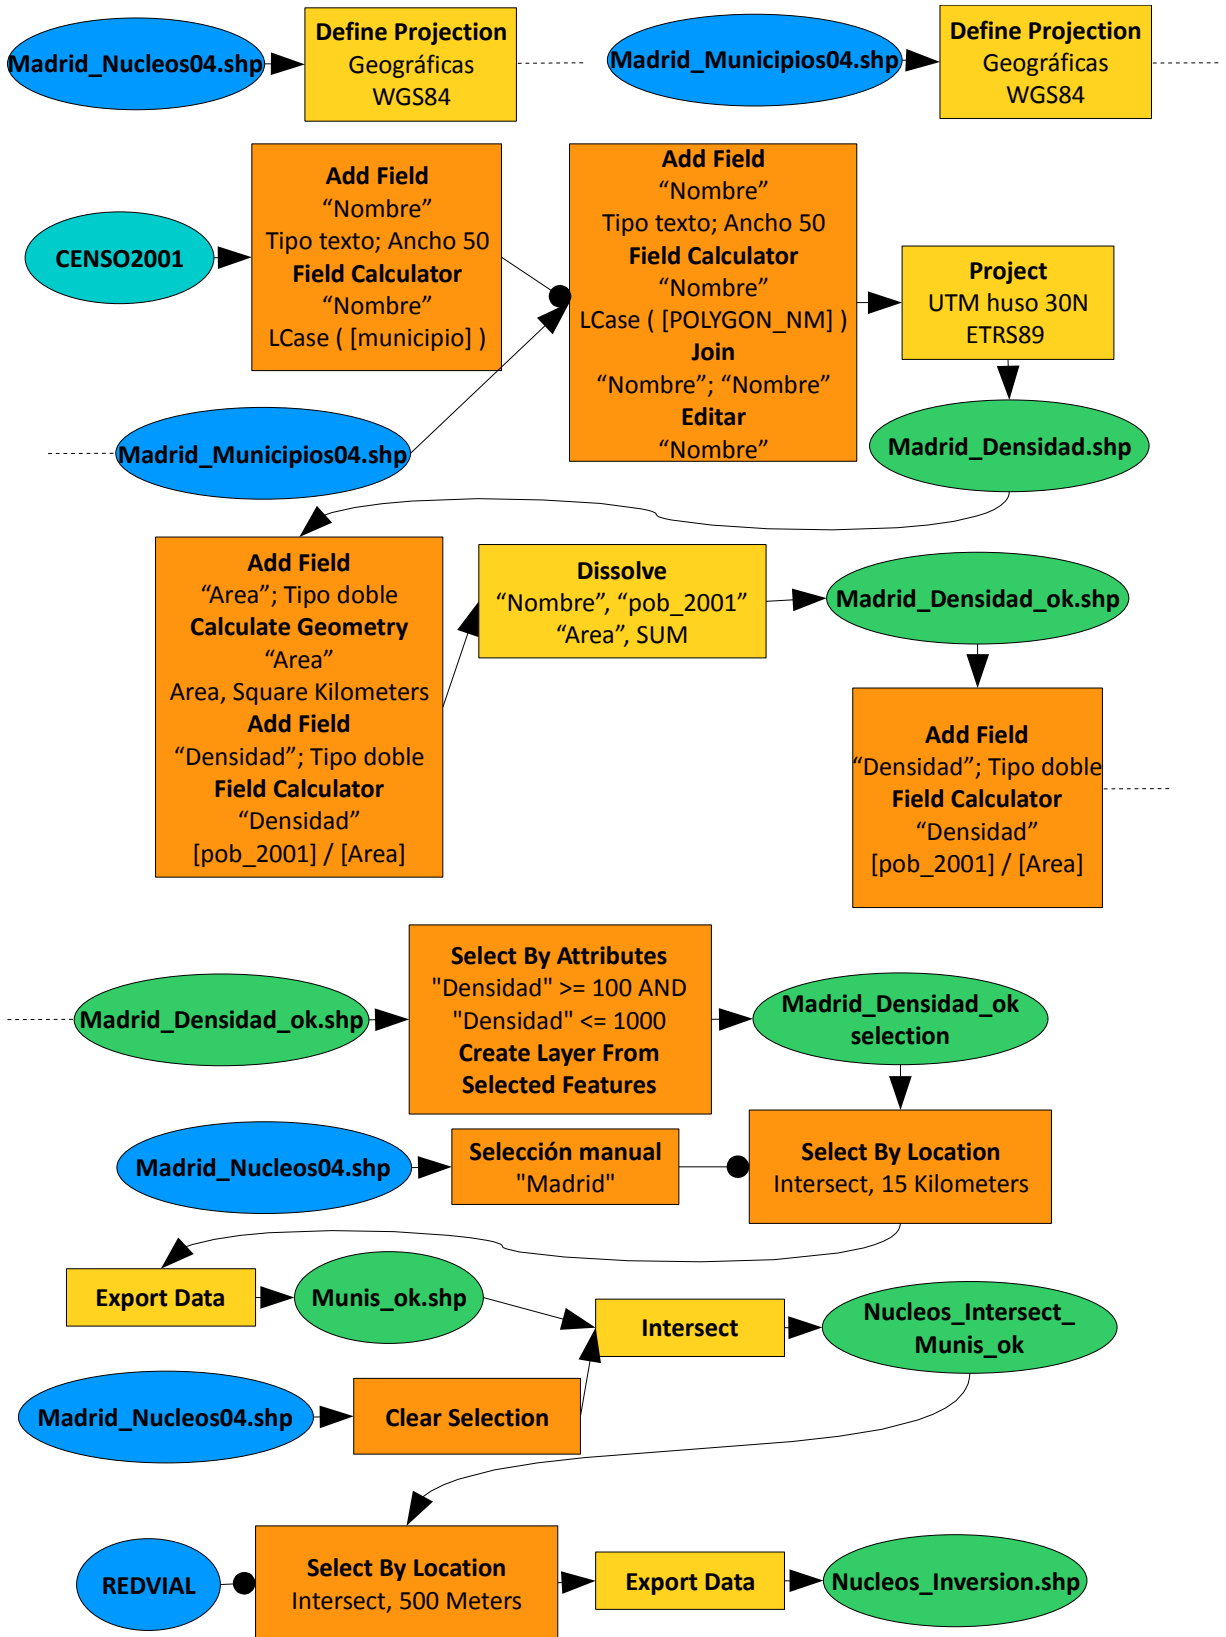 Madrid_Nucleos04.shp
Define Projection
Geográficas
WGS84
Madrid_Municipios04.shp
Define Projection
Geográficas
WGS84
CENSO2001
Add Field
“Nombre”
Tipo texto; Ancho 50
Field Calculator
“Nombre”
LCase ( [municipio] )
Madrid_Municipios04.shp
Add Field
“Nombre”
Tipo texto; Ancho 50
Field Calculator
“Nombre”
LCase ( [POLYGON_NM] )
Join
“Nombre”; “Nombre”
Editar
“Nombre”
Project
UTM huso 30N
ETRS89
Madrid_Densidad.shp
Add Field
“Area”; Tipo doble
Calculate Geometry
“Area”
Area, Square Kilometers
Add Field
“Densidad”; Tipo doble
Field Calculator
“Densidad”
[pob_2001] / [Area]
Dissolve
“Nombre”, “pob_2001”
“Area”, SUM
Madrid_Densidad_ok.shp
Add Field
“Densidad”; Tipo doble
Field Calculator
“Densidad”
[pob_2001] / [Area]
Madrid_Densidad_ok.shp
Select By Attributes
"Densidad" >= 100 AND
"Densidad" <= 1000
Create Layer From
Selected Features
Madrid_Densidad_ok
selection
Madrid_Nucleos04.shp
Selección manual
"Madrid"
Select By Location
Intersect, 15 Kilometers
Export Data
Munis_ok.shp
Intersect
Nucleos_Intersect_
Munis_ok
Madrid_Nucleos04.shp
Clear Selection
REDVIAL
Select By Location
Intersect, 500 Meters
Export Data
Nucleos_Inversion.shp